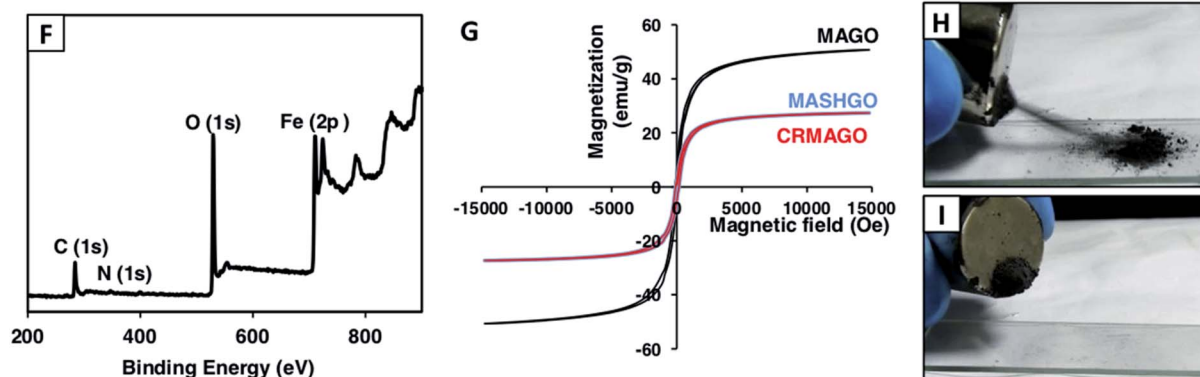 F
O (1s)
Fe (2p )
C (1s)
N (1s)
200 400 600 800
Binding Energy (eV)
G
Magnetization
(emu/g)
60
40
20
0
-20
-40
-60
-15000 -10000 -5000 0 5000 10000 15000
Magnetic field (Oe)
MAGO
MASHGO
CRMAGO
H
I